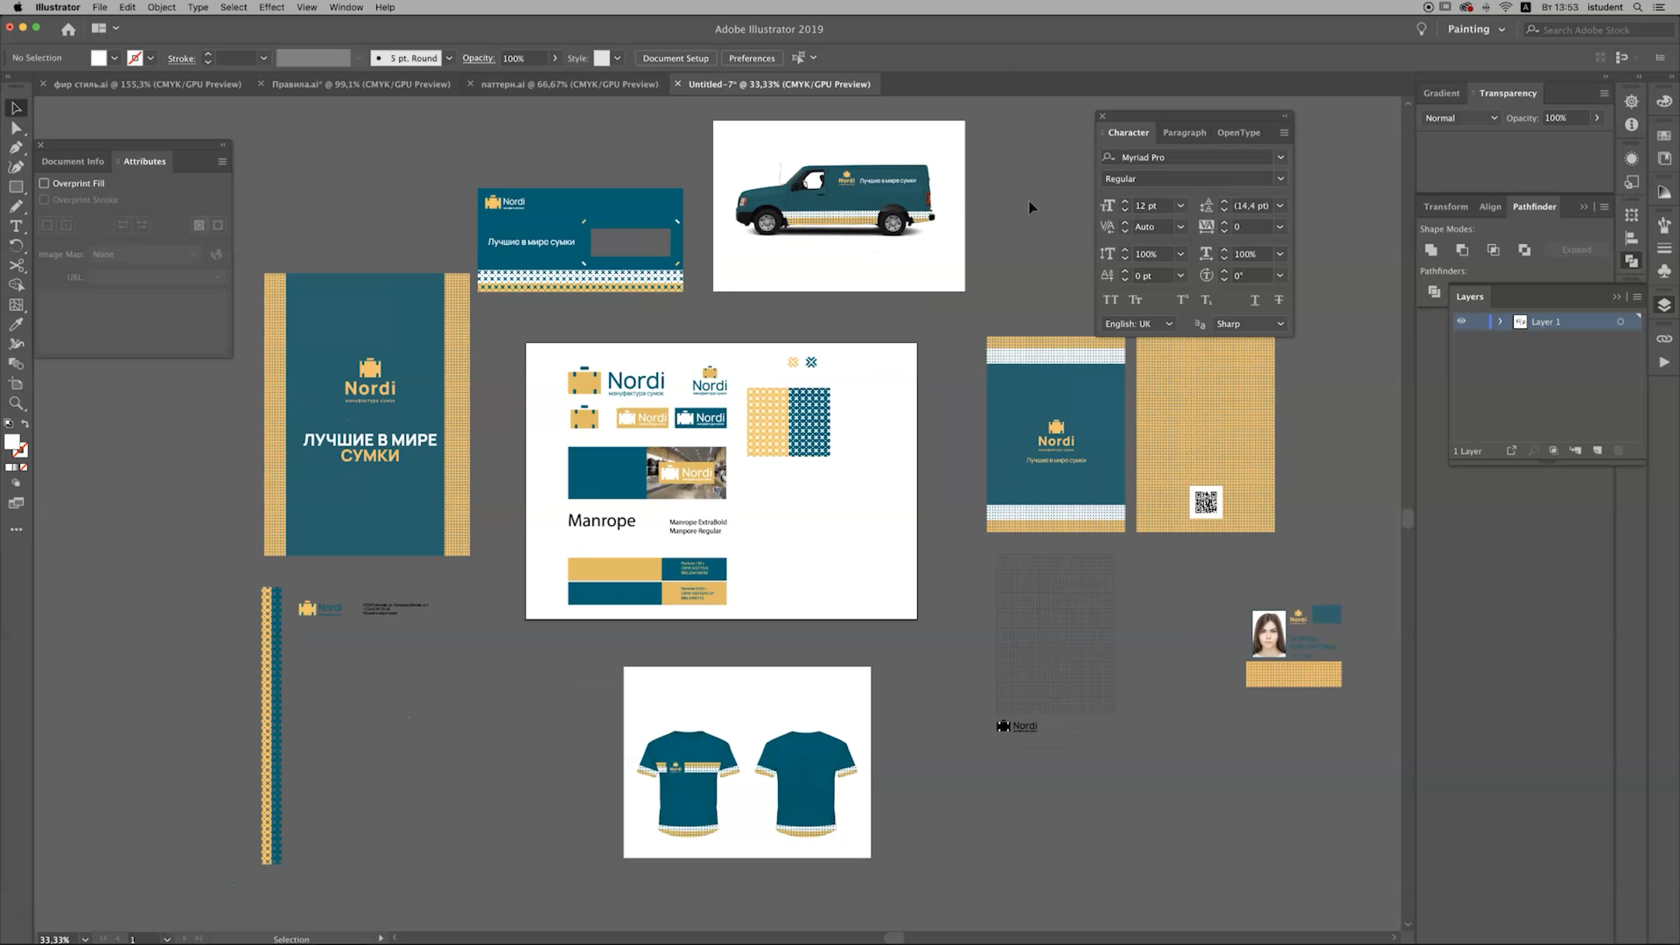 Illustrator File Edit Object Type Select Effect View Window Help
A Вт 13:53 istudent
Adobe Illustrator 2019
Painting
Search Adobe Stock
No Selection
Stroke:
5 pt. Round
Opacity: 100%
Style:
Document Setup
Preferences
фир стиль.ai @ 155,3% (CMYK/GPU Preview)
Правила.ai* @ 99,1% (CMYK/GPU Preview)
паттерн.ai @ 66,67% (CMYK/GPU Preview)
Untitled-7* @ 33,33% (CMYK/GPU Preview)
Document Info
Attributes
Overprint Fill
Overprint Stroke
Image Map: None
URL:
Character
Paragraph
OpenType
Myriad Pro
Regular
12 pt
(14,4 pt)
Auto
0
100%
100%
0 pt
0°
English: UK
Sharp
Gradient
Transparency
Normal
Opacity: 100%
Transform
Align
Pathfinder
Shape Modes:
Expand
Pathfinders:
Layers
Layer 1
1 Layer
Nordi
Лучшие в мире сумки
Nordi
Лучшие в мире сумки
Nordi
ЛУЧШИЕ В МИРЕ
СУМКИ
Nordi
мануфактура сумок
Nordi
мануфактура сумок
Nordi
Nordi
Nordi
Manrope
Manrope ExtraBold
Manpore Regular
Nordi
Лучшие в мире сумки
Nordi
Nordi
Nordi
33,33%
1
Selection